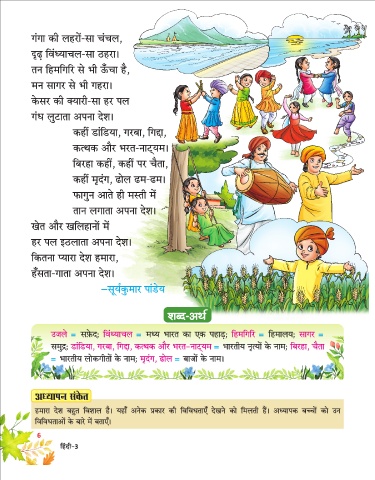 गंगा की लहरों-सा चंचल,
दृढ़ विंध्याचल-सा ठहरा।
तन हिमगिरि से भी ऊँचा है,
मन सागर से भी गहरा।
केसर की क्यारी-सा हर पल
गंध लुटाता अपना देश।
कहीं डांडिया, गरबा, गिद्दा,
कत्थक और भरत-नाट्यम।
बिरहा कहीं, कहीं पर चैता,
कहीं मृदंग, ढोल ढम-ढम।
फागुन आते ही मस्ती में
तान लगाता अपना देश।
खेत और खलिहानों में
हर पल इठलाता अपना देश।
कितना प्यारा देश हमारा,
हँसता-गाता अपना देश।
–सूर्यकुमार पांडेय
शब्द-अर्थ
उजले = सफ़ेद; विंध्याचल = मध्य भारत का एक पहाड़; हिमगिरि = हिमालय; सागर =
समुद्र; डांडिया, गरबा, गिद्दा, कत्थक और भरत-नाट्यम = भारतीय नृत्यों के नाम; बिरहा, चैता
= भारतीय लोकगीतों के नाम; मृदंग, ढोल = बाजों के नाम।
अध्यापन संकेत
हमारा देश बहुत विशाल है। यहाँ अनेक प्रकार की विविधताएँ देखने को मिलती हैं। अध्यापक बच्चों को उन
विविधताओं के बारे में बताएँ।
6
हिंदी-3